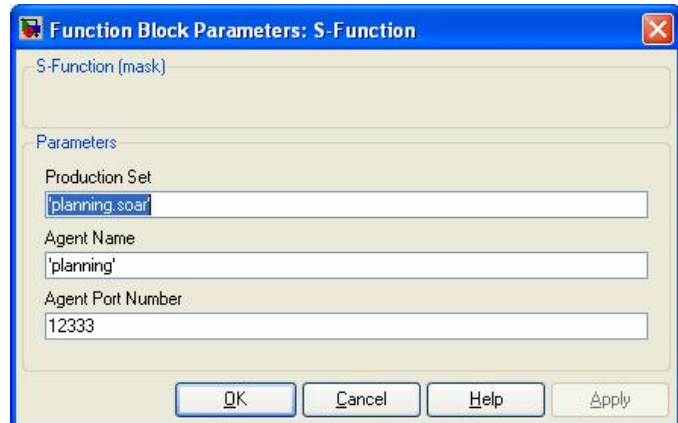 Function Block Parameters: S-Function
S-Function (mask)
Parameters
Production Set
'planning.soar'
Agent Name
'planning'
Agent Port Number
12333
OK Cancel Help Apply